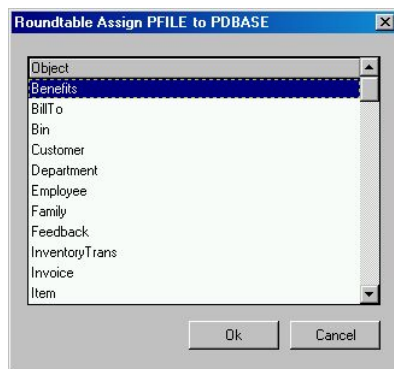 Roundtable Assign PFILE to PDBASE
Object
Benefits
BillTo
Bin
Customer
Department
Employee
Family
Feedback
InventoryTrans
Invoice
Item
Ok Cancel